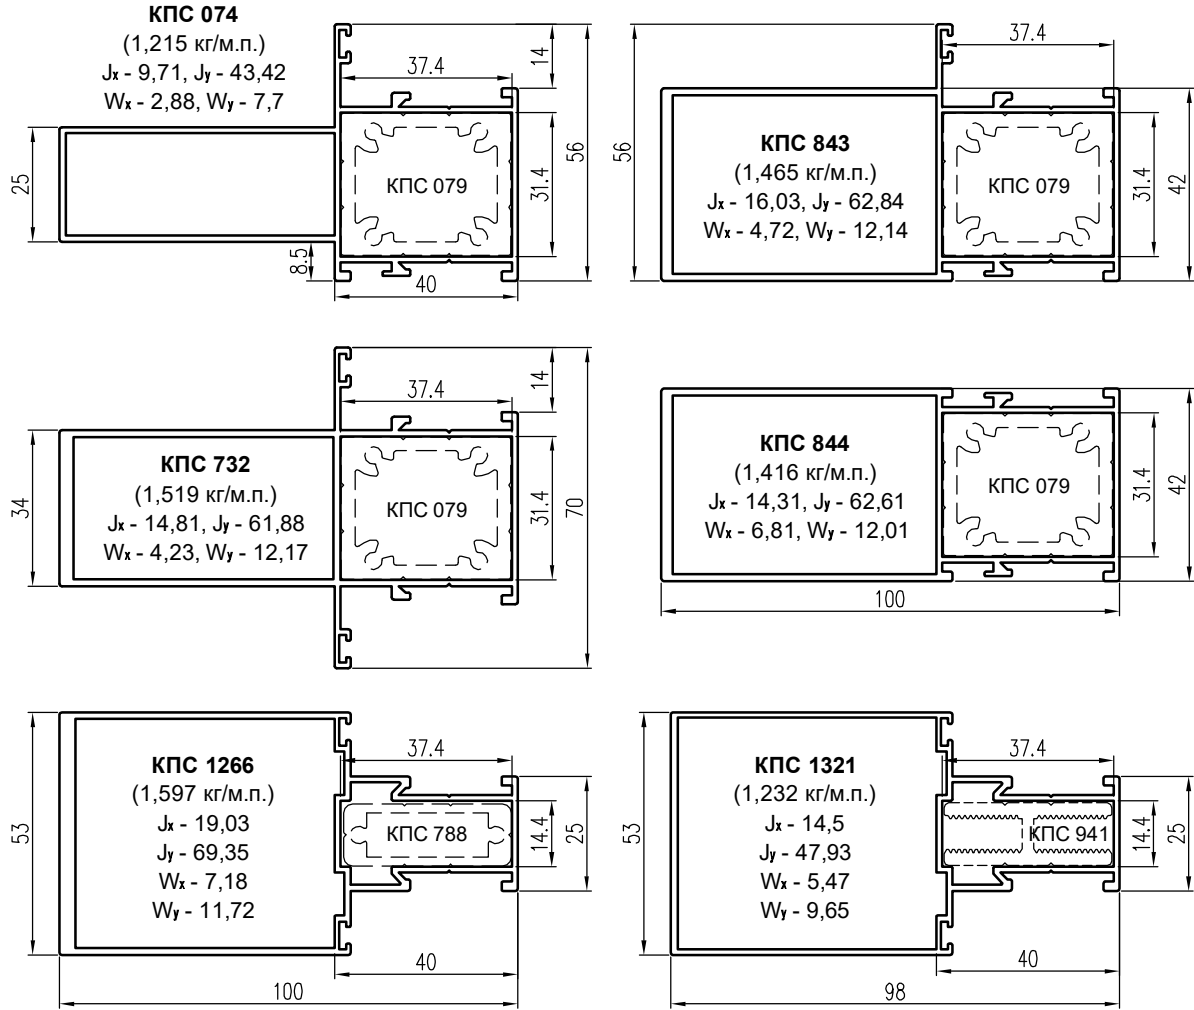 КПС 074
(1,215 кг/м.п.)
Jx - 9,71, Jy - 43,42
Wx - 2,88, Wy - 7,7
37.4
14
25
КПС 079
31.4
56
8.5
40
37.4
14
56
КПС 843
(1,465 кг/м.п.)
Jx - 16,03, Jy - 62,84
Wx - 4,72, Wy - 12,14
КПС 079
31.4
42
37.4
14
34
КПС 732
(1,519 кг/м.п.)
Jx - 14,81, Jy - 61,88
Wx - 4,23, Wy - 12,17
КПС 079
31.4
70
КПС 844
(1,416 кг/м.п.)
Jx - 14,31, Jy - 62,61
Wx - 6,81, Wy - 12,01
КПС 079
31.4
42
100
37.4
53
КПС 1266
(1,597 кг/м.п.)
Jx - 19,03
Jy - 69,35
Wx - 7,18
Wy - 11,72
КПС 788
14.4
25
40
100
37.4
53
КПС 1321
(1,232 кг/м.п.)
Jx - 14,5
Jy - 47,93
Wx - 5,47
Wy - 9,65
КПС 941
14.4
25
40
98